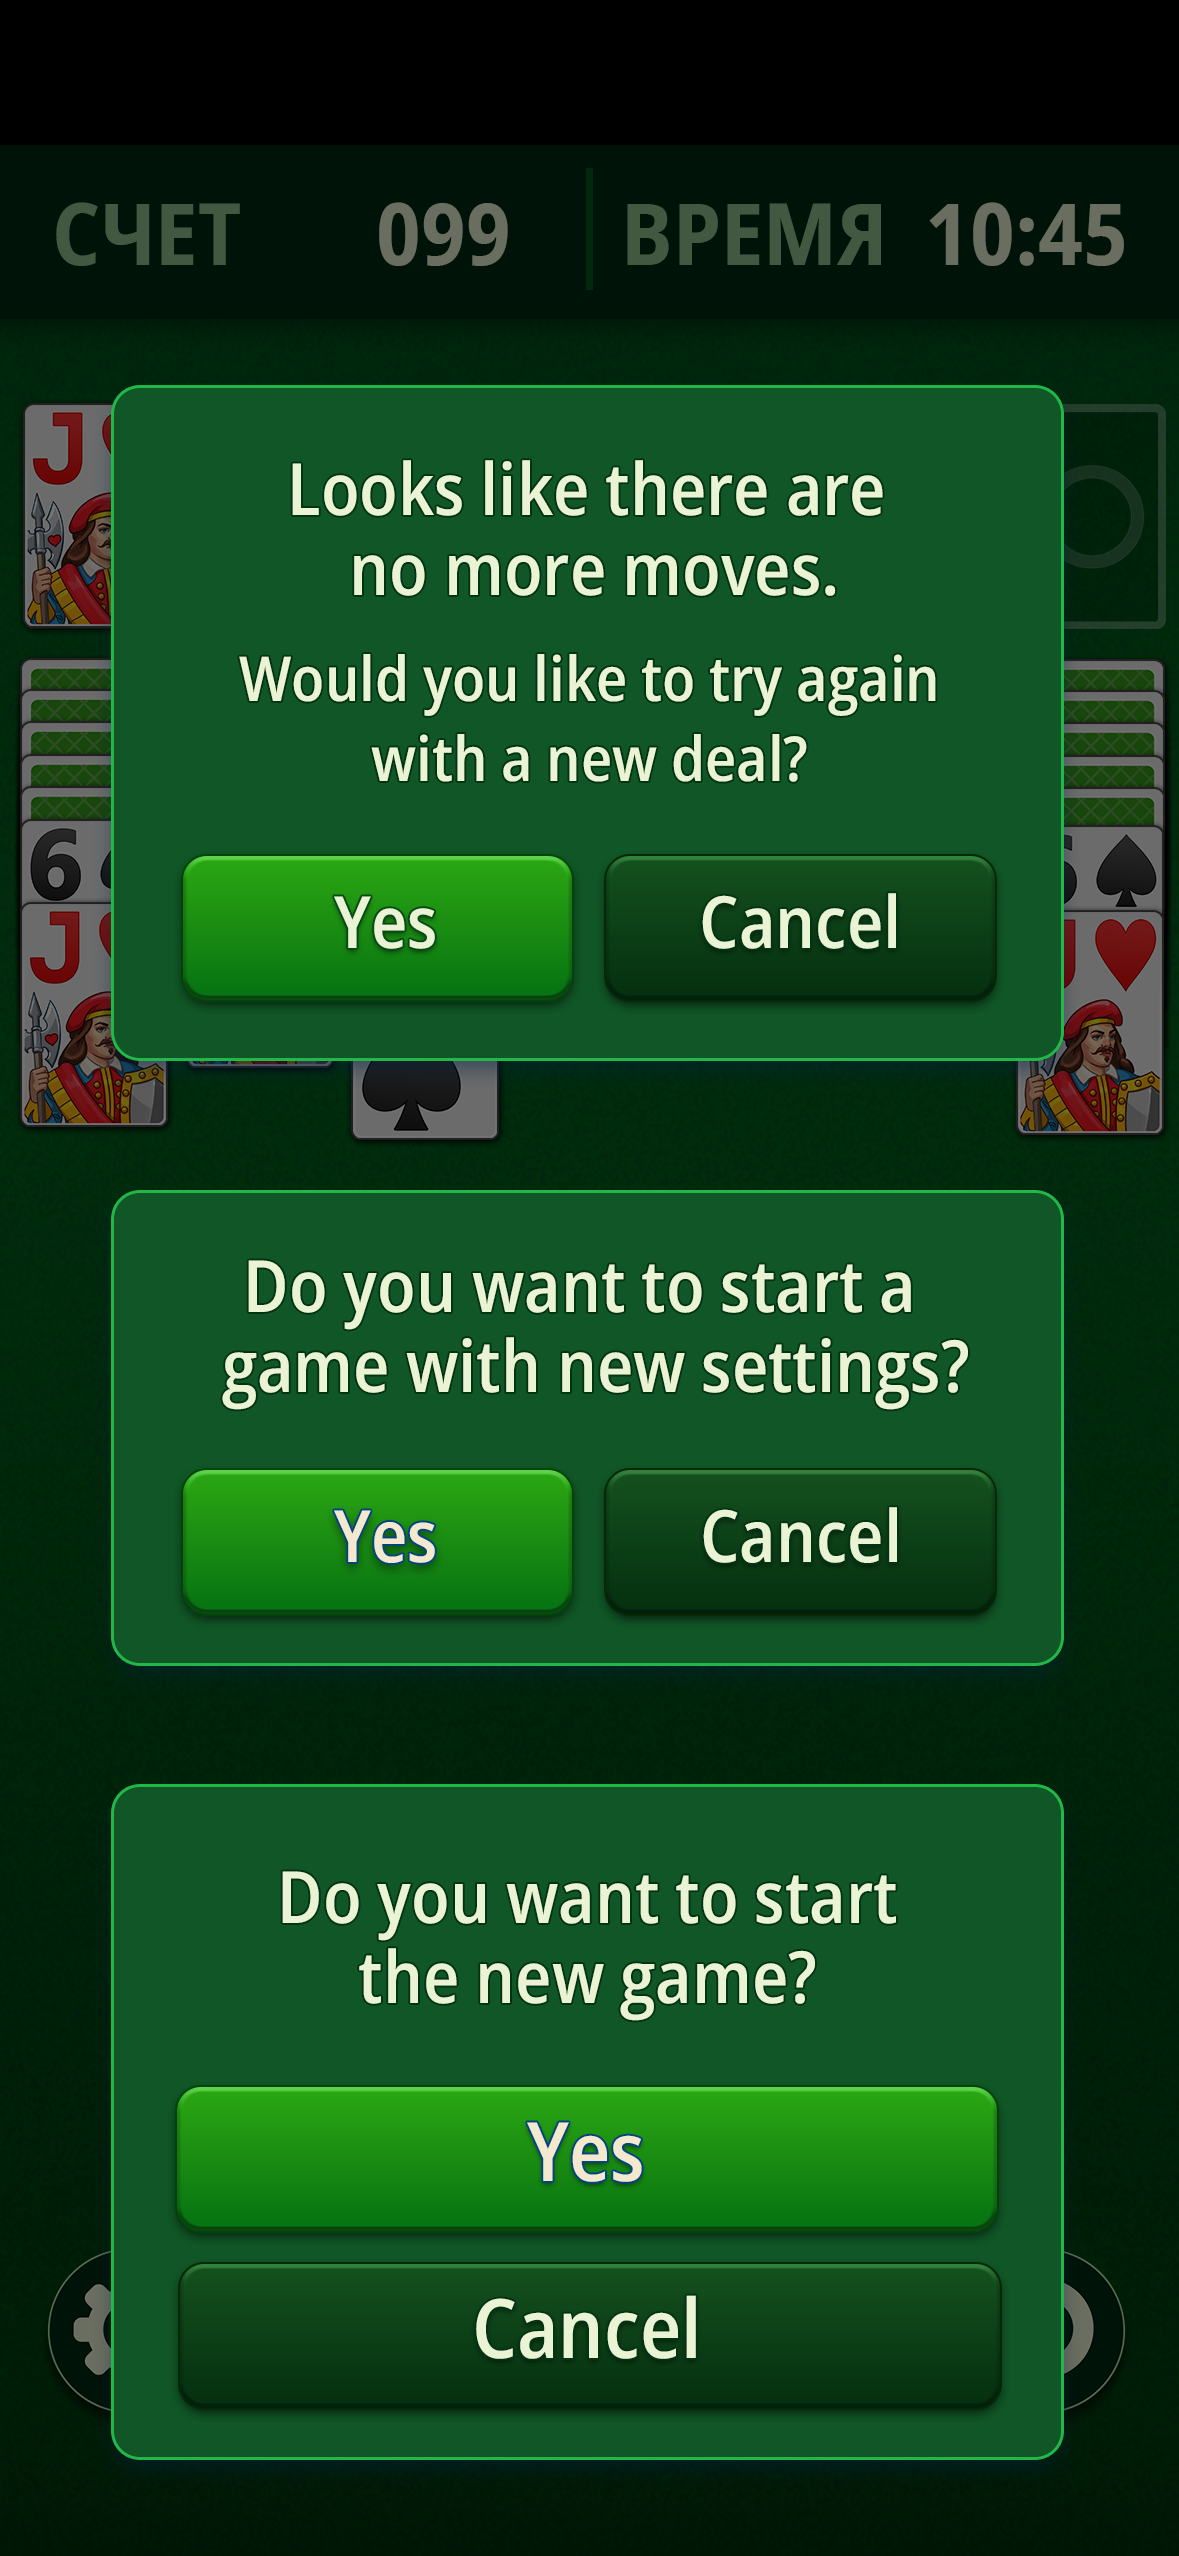 СЧЕТ 099 ВРЕМЯ 10:45
J
Looks like there are
no more moves.
Would you like to try again
with a new deal?
6
J
Yes
Cancel
Do you want to start a
game with new settings?
Yes
Cancel
Do you want to start
the new game?
Yes
Cancel